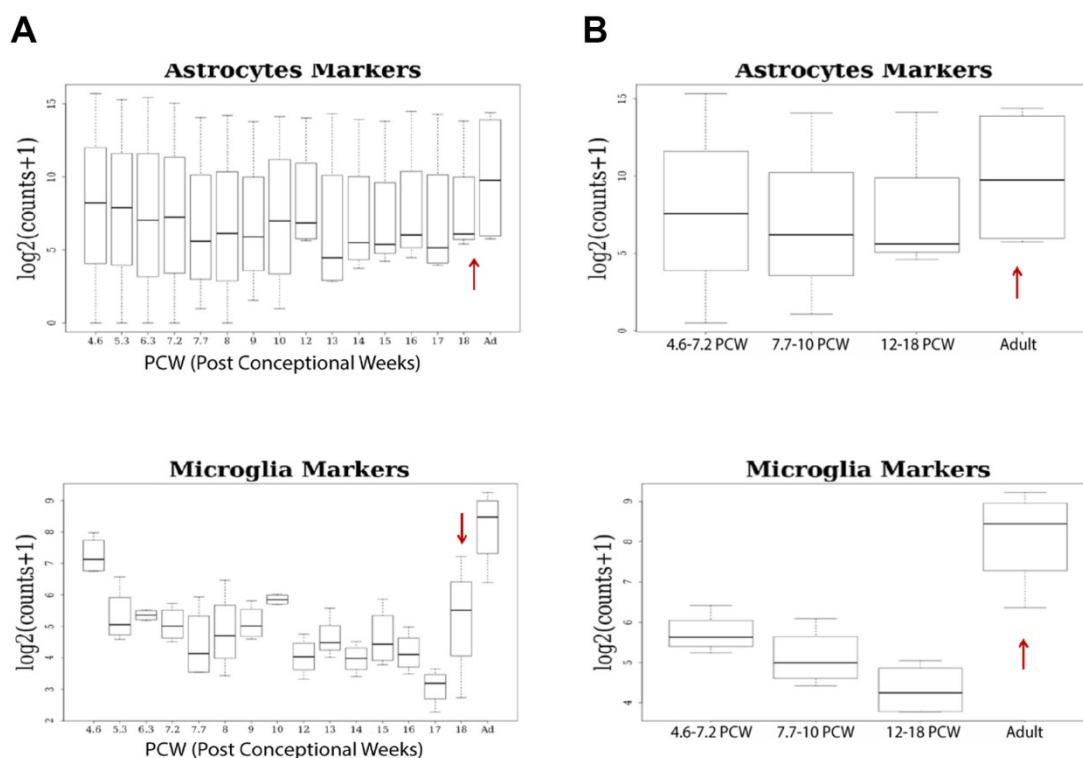 A
Astrocytes Markers
log2(counts+1)
15
10
5
0
4.6 5.3 6.3 7.2 7.7 8 9 10 12 13 14 15 16 17 18 Ad
PCW (Post Conceptional Weeks)
B
Astrocytes Markers
log2(counts+1)
15
10
5
0
4.6-7.2 PCW 7.7-10 PCW 12-18 PCW Adult
Microglia Markers
log2(counts+1)
9
8
7
6
5
4
3
2
4.6 5.3 6.3 7.2 7.7 8 9 10 12 13 14 15 16 17 18 Ad
PCW (Post Conceptional Weeks)
Microglia Markers
log2(counts+1)
9
8
7
6
5
4
4.6-7.2 PCW 7.7-10 PCW 12-18 PCW Adult